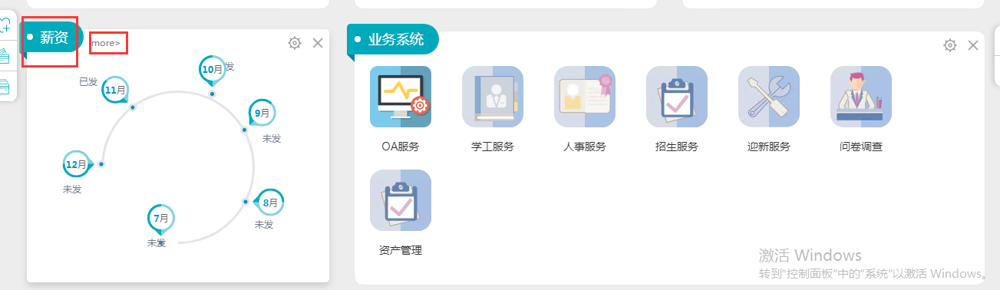 薪资
more>
10月
发
已发
11月
9月
未发
12月
未发
8月
未发
7月
未发
业务系统
OA服务
学工服务
人事服务
招生服务
迎新服务
问卷调查
资产管理
激活 Windows
转到"控制面板"中的"系统"以激活 Windows。